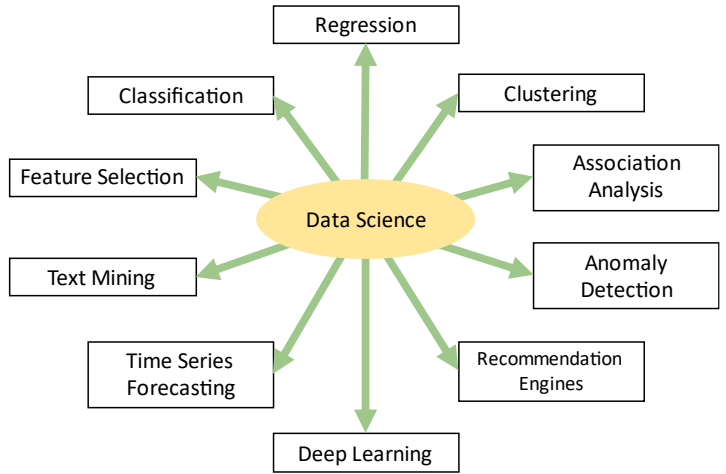 Regression
Classification
Clustering
Feature Selection
Association
Analysis
Data Science
Text Mining
Anomaly
Detection
Time Series
Forecasting
Recommendation
Engines
Deep Learning